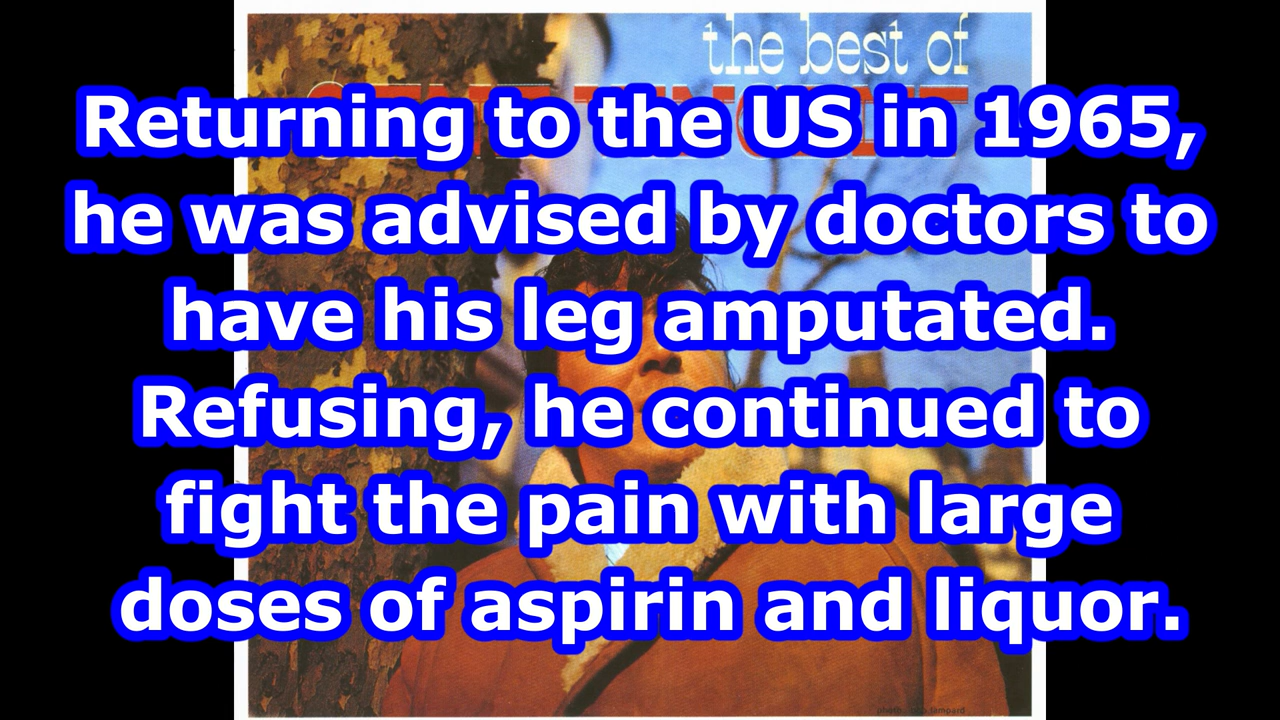 the best of
Returning to the US in 1965,
he was advised by doctors to
have his leg amputated.
Refusing, he continued to
fight the pain with large
doses of aspirin and liquor.